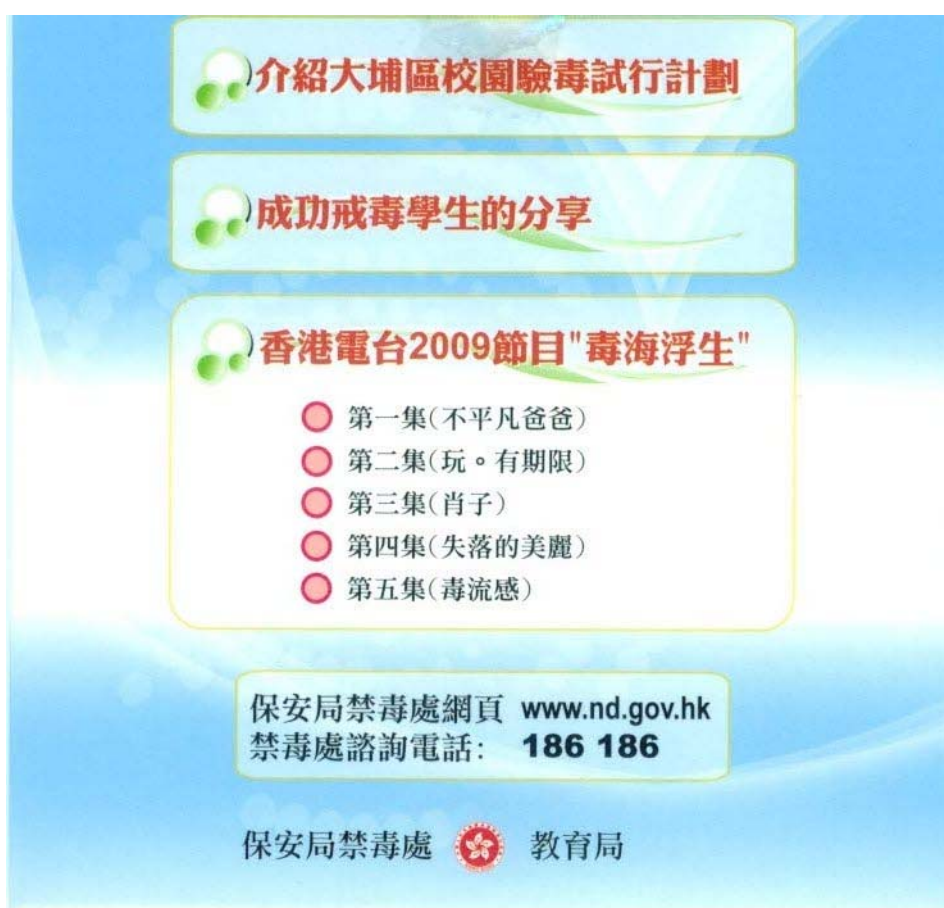 介紹大埔區校園驗毒試行計劃
成功戒毒學生的分享
香港電台2009節目"毒海浮生"
第一集(不平凡爸爸)
第二集(玩。有期限)
第三集(肖子)
第四集(失落的美麗)
第五集(毒流感)
保安局禁毒處網頁 www.nd.gov.hk
禁毒處諮詢電話: 186 186
保安局禁毒處 教育局